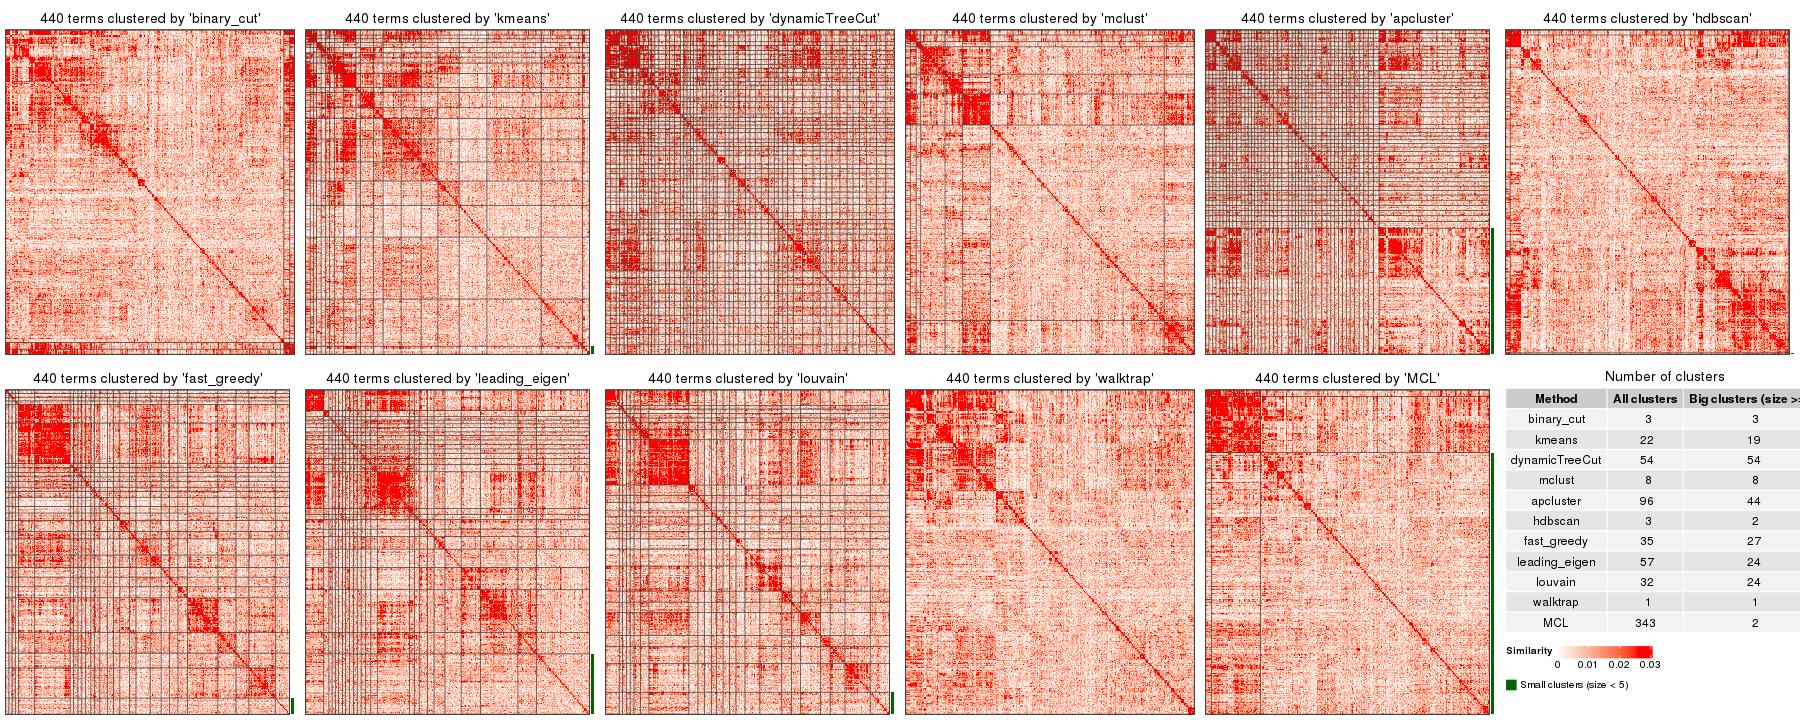 440 terms clustered by 'binary_cut'
440 terms clustered by 'kmeans'
440 terms clustered by 'dynamicTreeCut'
440 terms clustered by 'mclust'
440 terms clustered by 'apcluster'
440 terms clustered by 'hdbscan'
440 terms clustered by 'fast_greedy'
440 terms clustered by 'leading_eigen'
440 terms clustered by 'louvain'
440 terms clustered by 'walktrap'
440 terms clustered by 'MCL'
Number of clusters
Method All clusters Big clusters (size >=
binary_cut 3 3
kmeans 22 19
dynamicTreeCut 54 54
mclust 8 8
apcluster 96 44
hdbscan 3 2
fast_greedy 35 27
leading_eigen 57 24
louvain 32 24
walktrap 1 1
MCL 343 2
Similarity
0 0.01 0.02 0.03
Small clusters (size < 5)